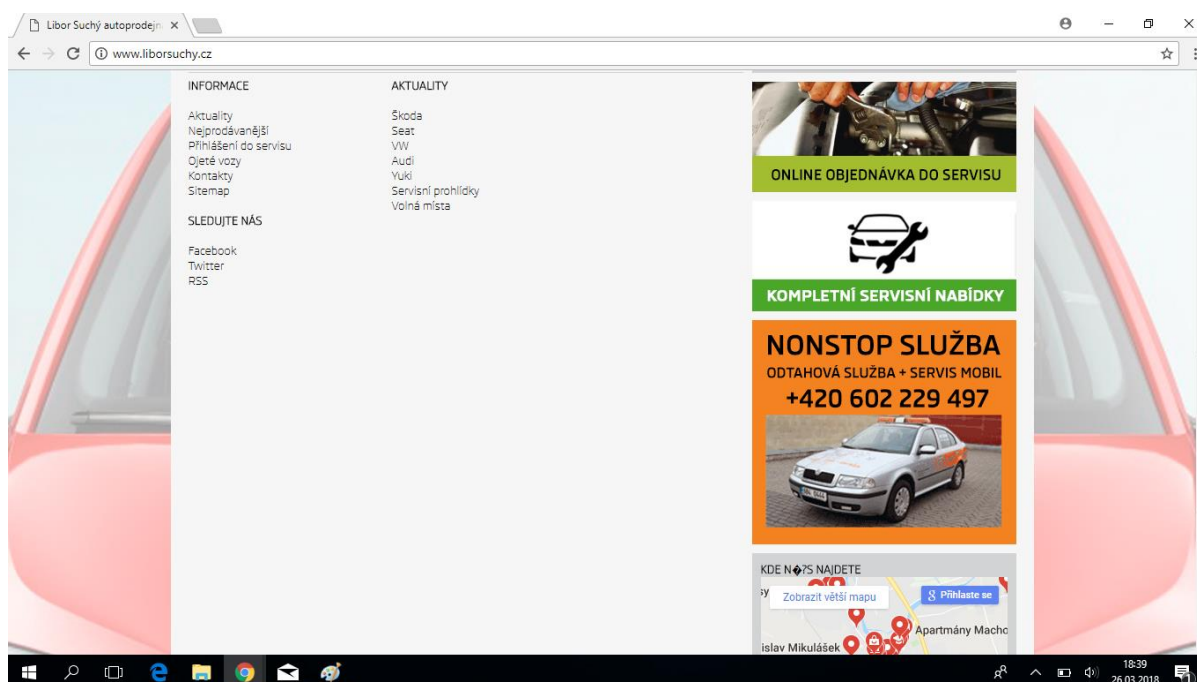 Libor Suchý autoprodejn
www.liborsuchy.cz
INFORMACE
Aktuality
Nejprodávanější
Přihlášení do servisu
Ojeté vozy
Kontakty
Sitemap
SLEDUJTE NÁS
Facebook
Twitter
RSS
AKTUALITY
Škoda
Seat
VW
Audi
Yuki
Servisní prohlídky
Volná místa
ONLINE OBJEDNÁVKA DO SERVISU
KOMPLETNÍ SERVISNÍ NABÍDKY
NONSTOP SLUŽBA
ODTAHOVÁ SLUŽBA + SERVIS MOBIL
+420 602 229 497
KDE N�?S NAJDETE
Zobrazit větší mapu
Přihlaste se
Apartmány Macho
islav Mikulášek
18:39
26.03.2018